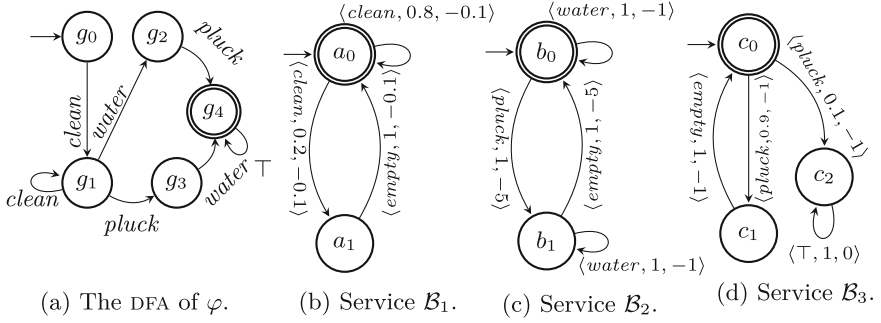 g0
g2
pluck
g4
clean
water
g1
g3
clean
pluck
water
⊤
(a) The DFA of φ.
⟨clean, 0.8, −0.1⟩
a0
⟨clean, 0.2, −0.1⟩
⟨empty, 1, −0.1⟩
a1
(b) Service B1.
⟨water, 1, −1⟩
b0
⟨pluck, 1, −5⟩
⟨empty, 1, −5⟩
b1
⟨water, 1, −1⟩
(c) Service B2.
c0
⟨pluck, 0.1, −1⟩
⟨empty, 1, −1⟩
⟨pluck, 0.9, −1⟩
c2
c1
⟨⊤, 1, 0⟩
(d) Service B3.